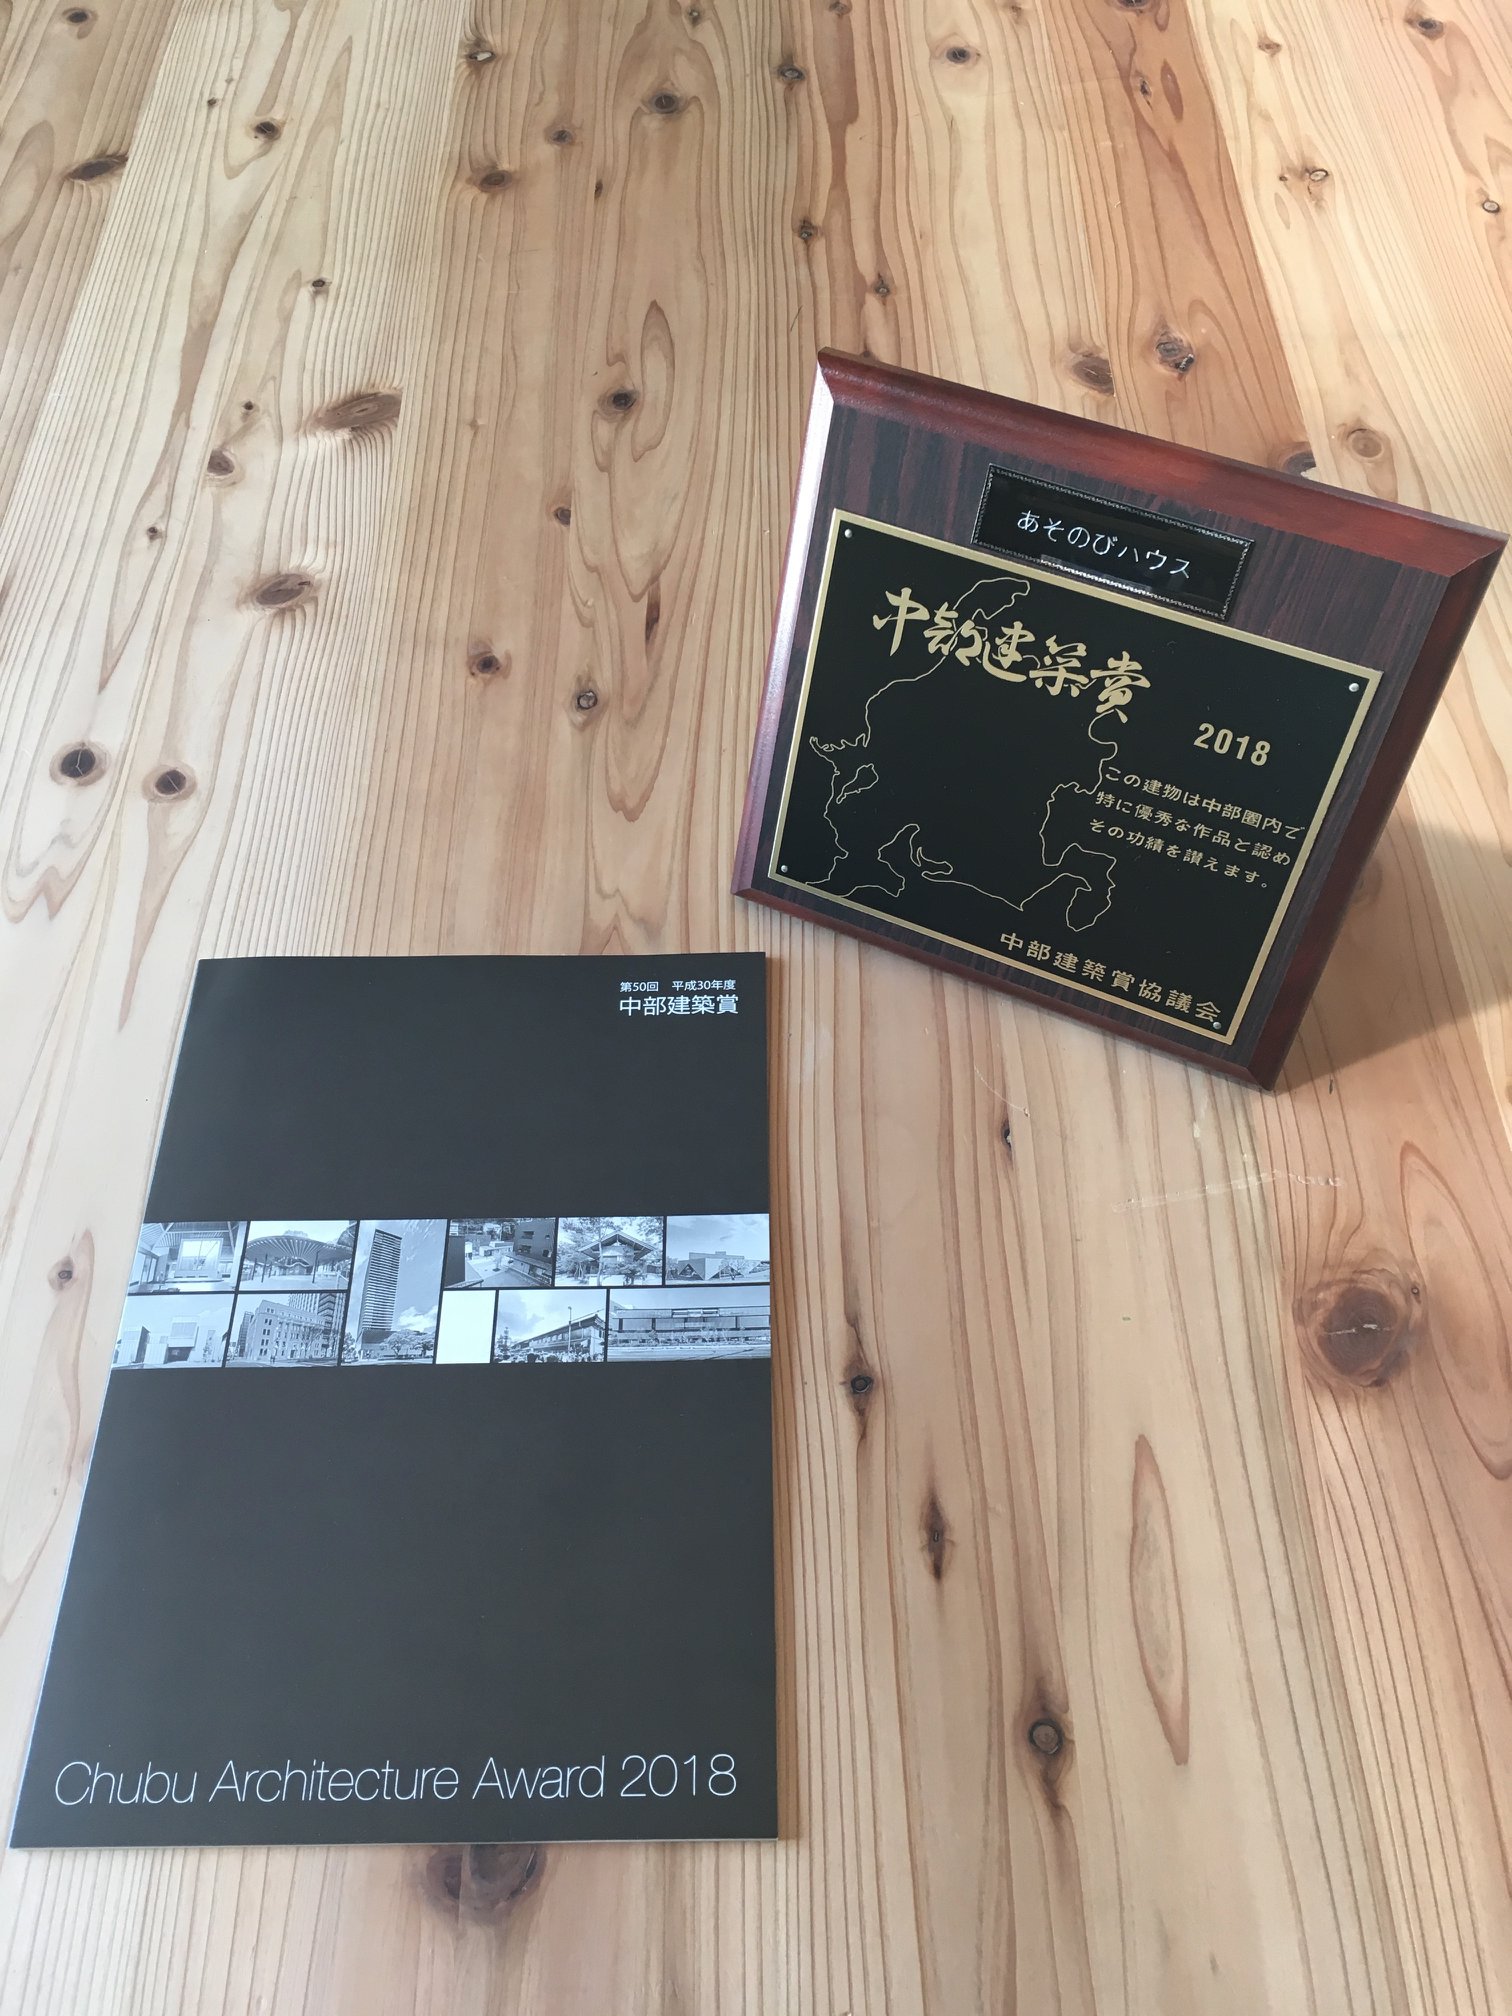 あそのびハウス
中部建築賞
2018
この建物は中部圏内で
特に優秀な作品と認め
その功績を讃えます。
中部建築賞協議会
第50回 平成30年度
中部建築賞
Chubu Architecture Award 2018